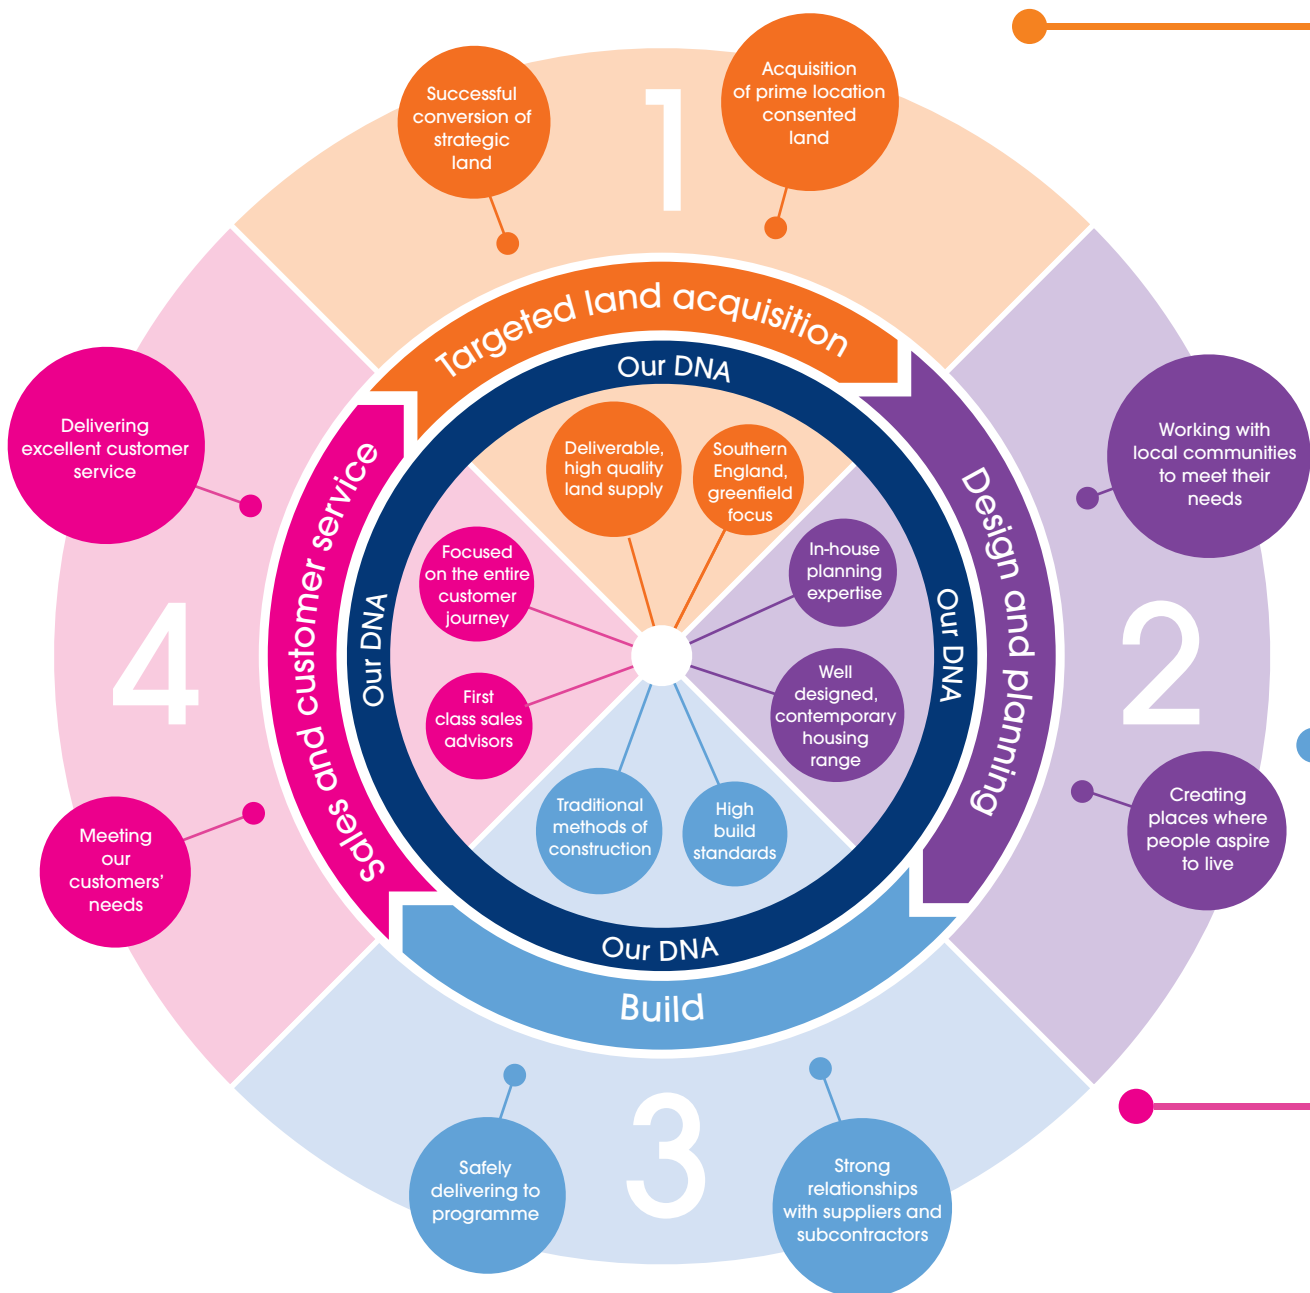 1
Successful
conversion of
strategic
land
Acquisition
of prime location
consented
land
Targeted land acquisition
Our DNA
Deliverable,
high quality
land supply
Southern
England,
greenfield
focus
2
Working with
local communities
to meet their
needs
Creating
places where
people aspire
to live
Design and planning
Our DNA
In-house
planning
expertise
Well
designed,
contemporary
housing
range
3
Strong
relationships
with suppliers and
subcontractors
Safely
delivering to
programme
Build
Our DNA
High
build
standards
Traditional
methods of
construction
4
Meeting
our
customers’
needs
Delivering
excellent customer
service
Sales and customer service
Our DNA
First
class sales
advisors
Focused
on the entire
customer
journey